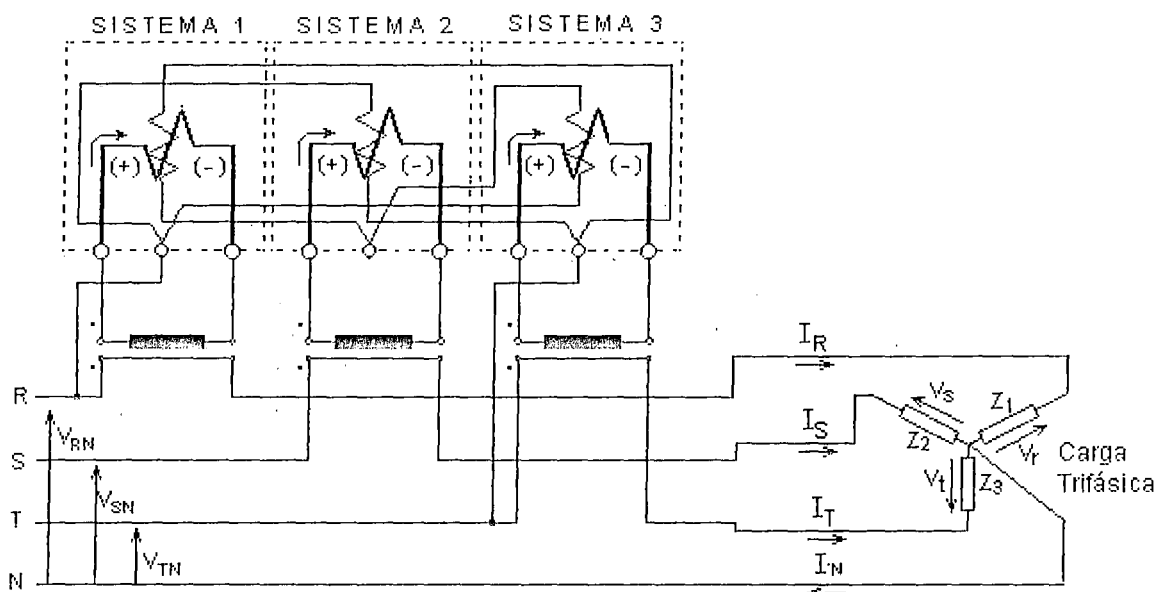 SISTEMA 1 SISTEMA 2 SISTEMA 3
(+) (-) (+) (-) (+) (-)
I_R
R
V_s Z_1
V_RN I_S
Z_2 V_r Carga
S
Trifásica
V_SN V_t Z_3
T
I_T
V_TN
I_N
N